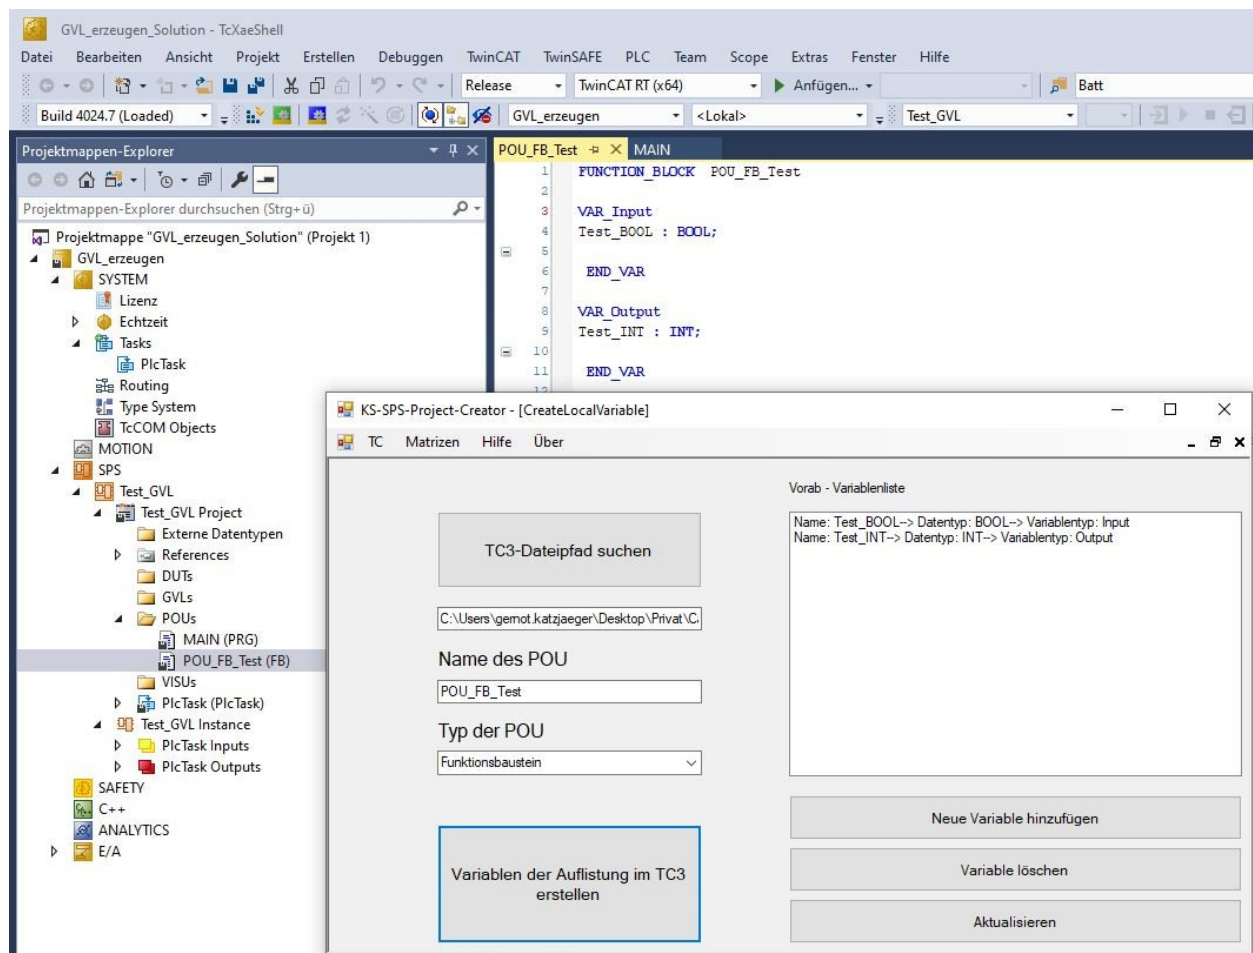 GVL_erzeugen_Solution - TcXaeShell
Datei Bearbeiten Ansicht Projekt Erstellen Debuggen TwinCAT TwinSAFE PLC Team Scope Extras Fenster Hilfe
Release TwinCAT RT (x64) Anfügen... Batt
Build 4024.7 (Loaded) GVL_erzeugen <Lokal> Test_GVL
Projektmappen-Explorer
Projektmappen-Explorer durchsuchen (Strg+ü)
Projektmappe "GVL_erzeugen_Solution" (Projekt 1)
GVL_erzeugen
SYSTEM
Lizenz
Echtzeit
Tasks
PlcTask
Routing
Type System
TcCOM Objects
MOTION
SPS
Test_GVL
Test_GVL Project
Externe Datentypen
References
DUTs
GVLs
POUs
MAIN (PRG)
POU_FB_Test (FB)
VISUs
PlcTask (PlcTask)
Test_GVL Instance
PlcTask Inputs
PlcTask Outputs
SAFETY
C++
ANALYTICS
E/A
POU_FB_Test MAIN
1 FUNCTION_BLOCK POU_FB_Test
2
3 VAR_Input
4 Test_BOOL : BOOL;
5
6 END_VAR
7
8 VAR_Output
9 Test_INT : INT;
10
11 END_VAR
12
KS-SPS-Project-Creator - [CreateLocalVariable]
TC Matrizen Hilfe Über
TC3-Dateipfad suchen
C:\Users\gernot.katzjaeger\Desktop\Privat\C
Name des POU
POU_FB_Test
Typ der POU
Funktionsbaustein
Variablen der Auflistung im TC3
erstellen
Vorab - Variablenliste
Name: Test_BOOL--> Datentyp: BOOL--> Variablentyp: Input
Name: Test_INT--> Datentyp: INT--> Variablentyp: Output
Neue Variable hinzufügen
Variable löschen
Aktualisieren